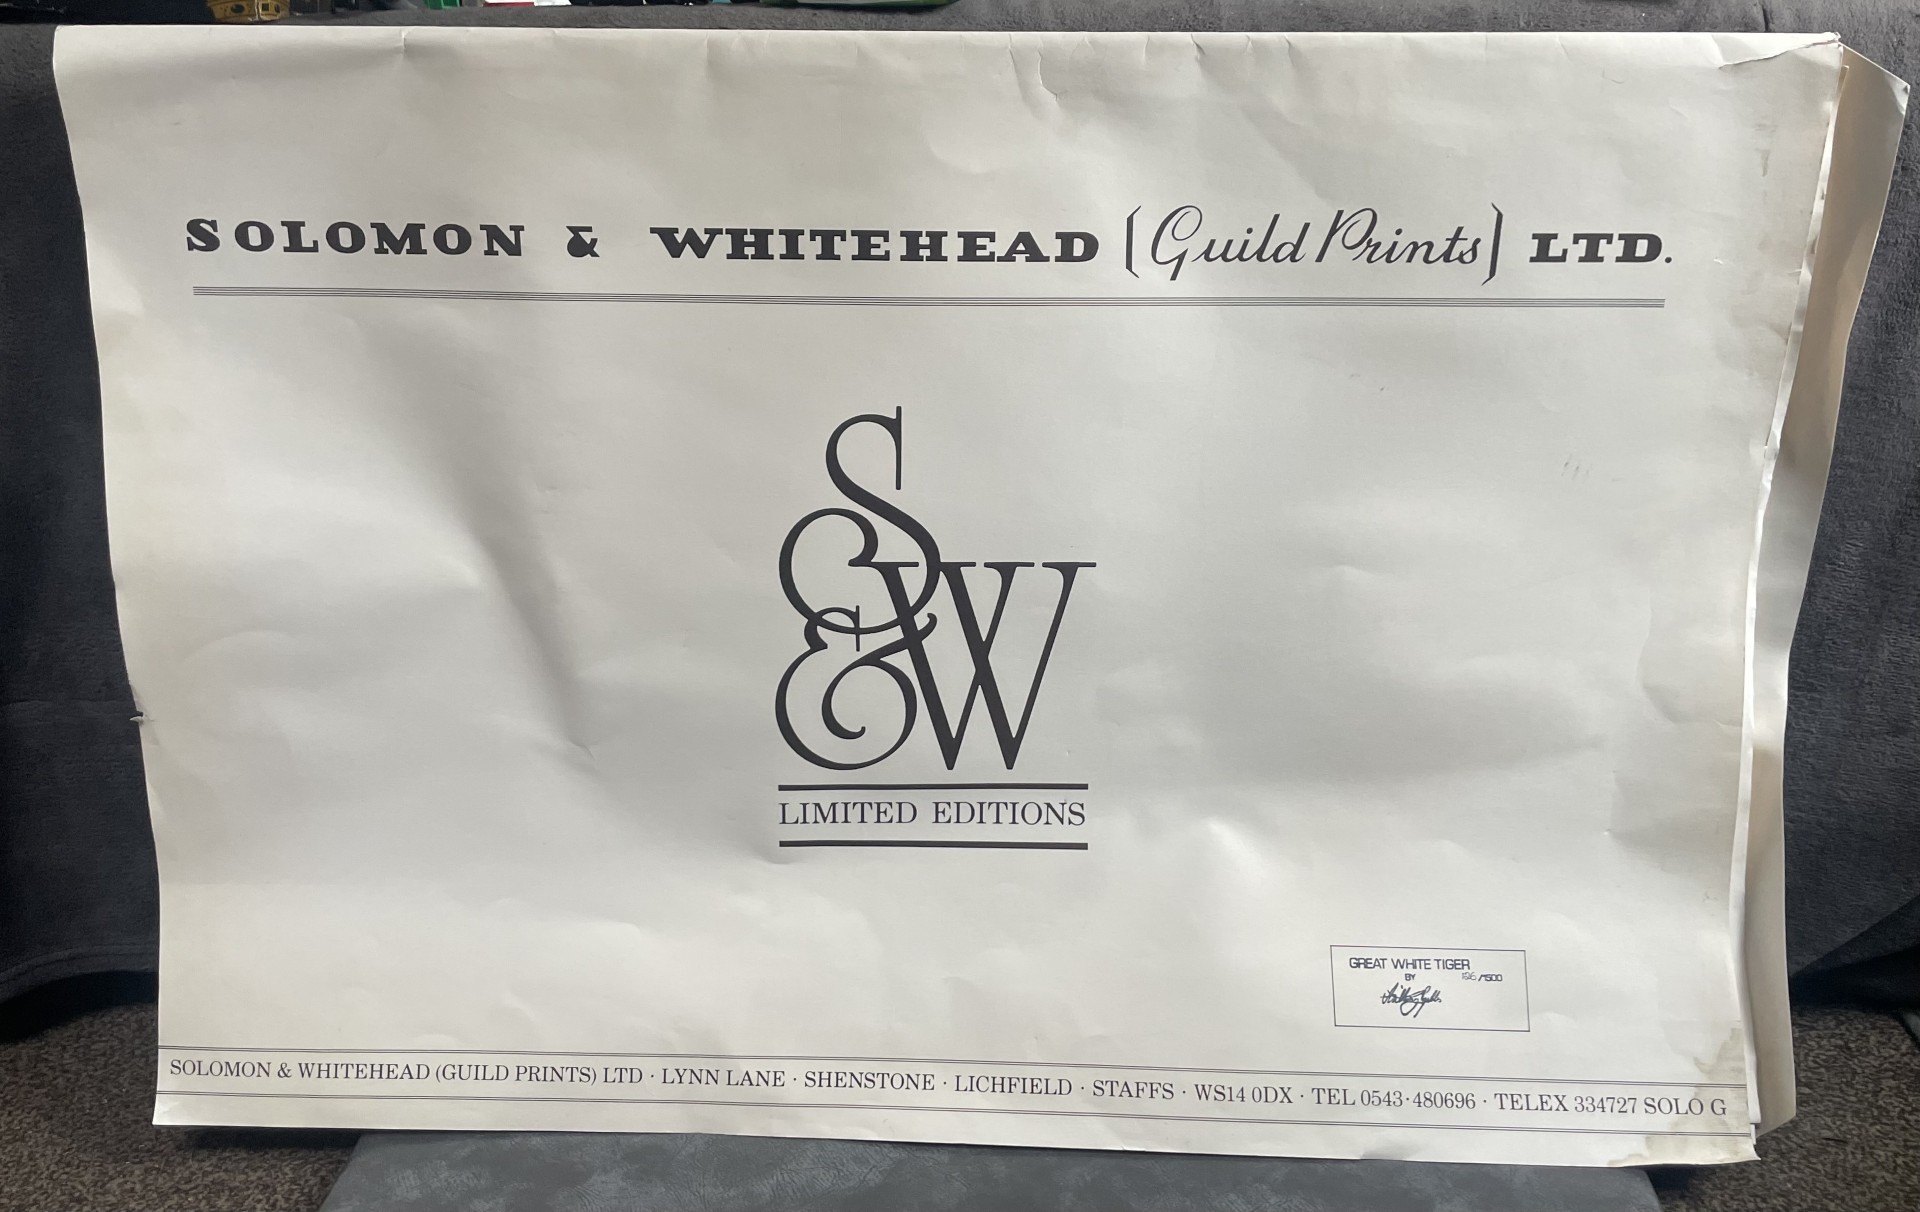 SOLOMON & WHITEHEAD (Guild Prints) LTD.
S&W
LIMITED EDITIONS
GREAT WHITE TIGER
BY /1500
SOLOMON & WHITEHEAD (GUILD PRINTS) LTD · LYNN LANE · SHENSTONE · LICHFIELD · STAFFS · WS14 0DX · TEL 0543·480696 · TELEX 334727 SOLO G